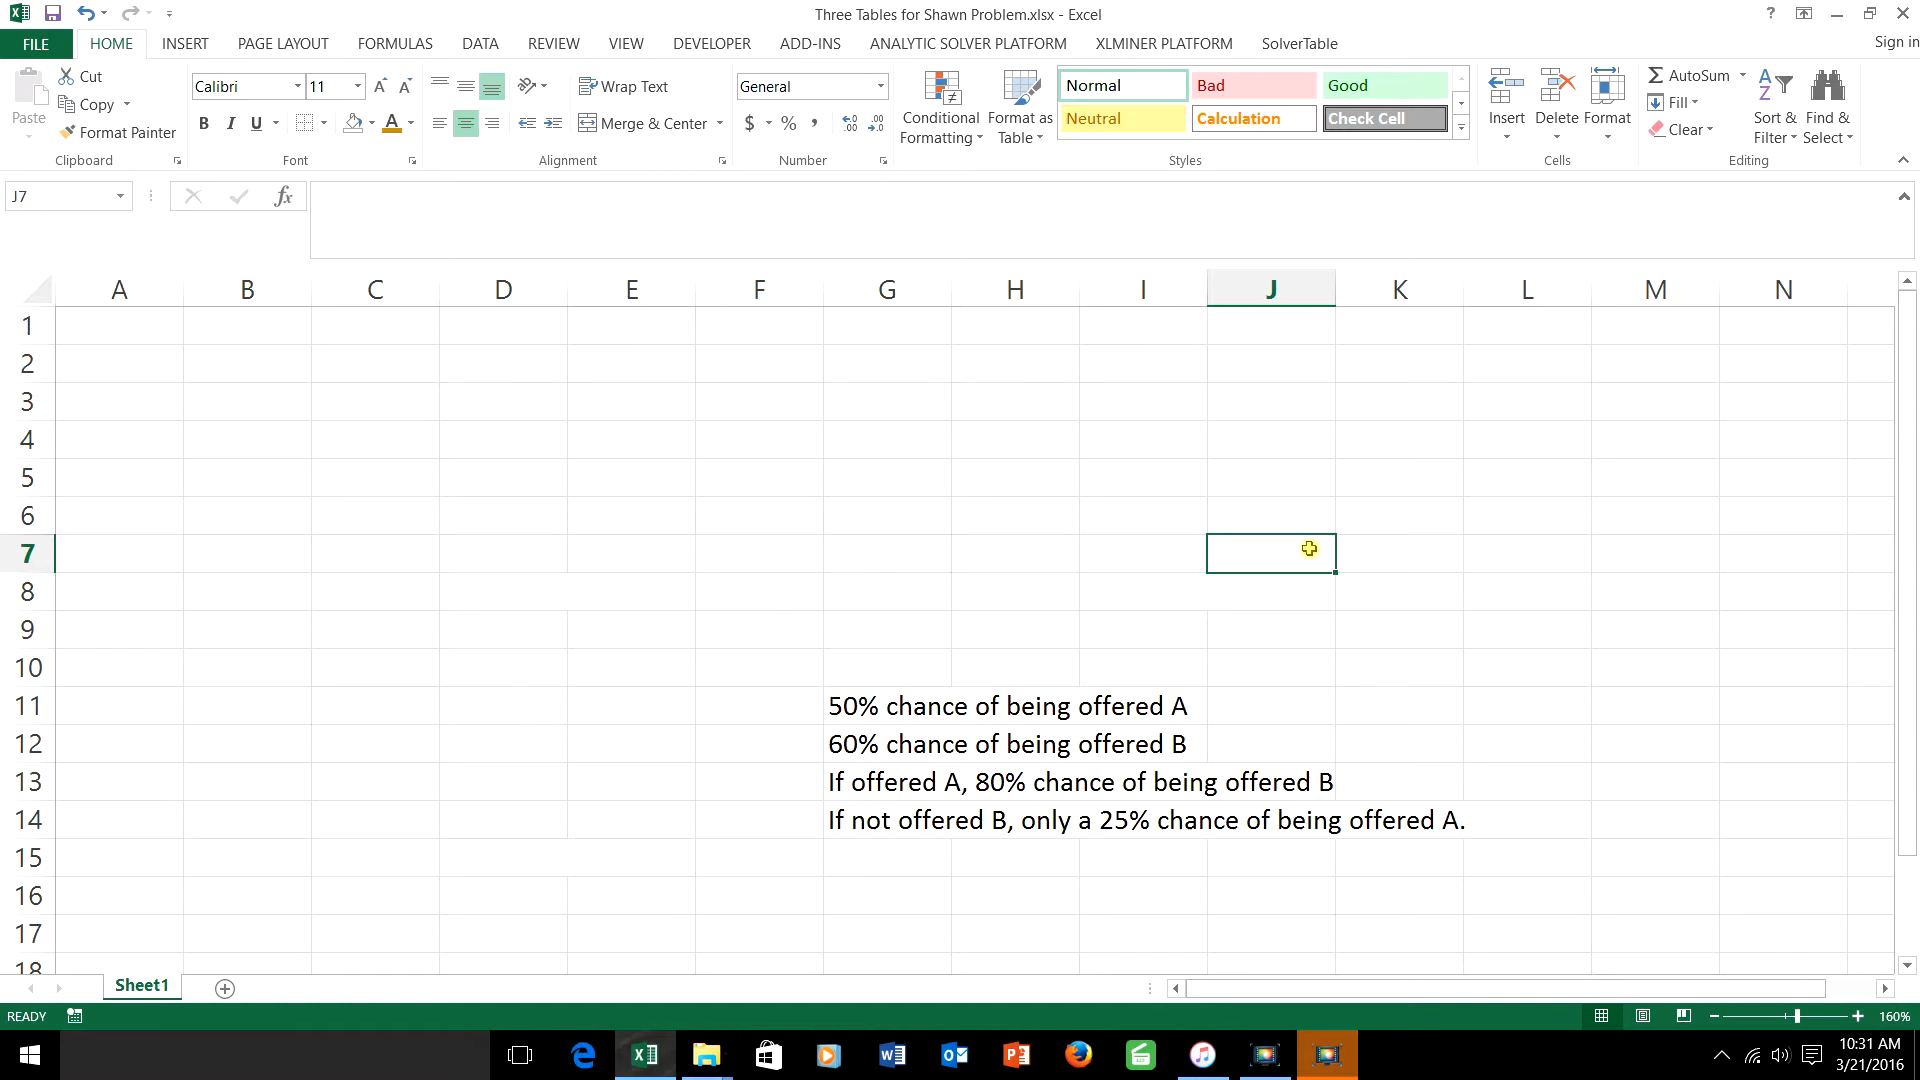 Three Tables for Shawn Problem.xlsx - Excel
?
FILE HOME INSERT PAGE LAYOUT FORMULAS DATA REVIEW VIEW DEVELOPER ADD-INS ANALYTIC SOLVER PLATFORM XLMINER PLATFORM SolverTable Sign in
Paste
Cut
Copy
Format Painter
Clipboard
Calibri 11
B I U
Font
Wrap Text
Merge & Center
Alignment
General
$ % ,
Number
Conditional Formatting
Format as Table
Normal Bad Good
Neutral Calculation Check Cell
Styles
Insert Delete Format
Cells
AutoSum
Fill
Clear
Sort & Filter
Find & Select
Editing
J7
fx
A B C D E F G H I J K L M N
1
2
3
4
5
6
7
8
9
10
11 50% chance of being offered A
12 60% chance of being offered B
13 If offered A, 80% chance of being offered B
14 If not offered B, only a 25% chance of being offered A.
15
16
17
18
Sheet1
READY 160%
10:31 AM
3/21/2016